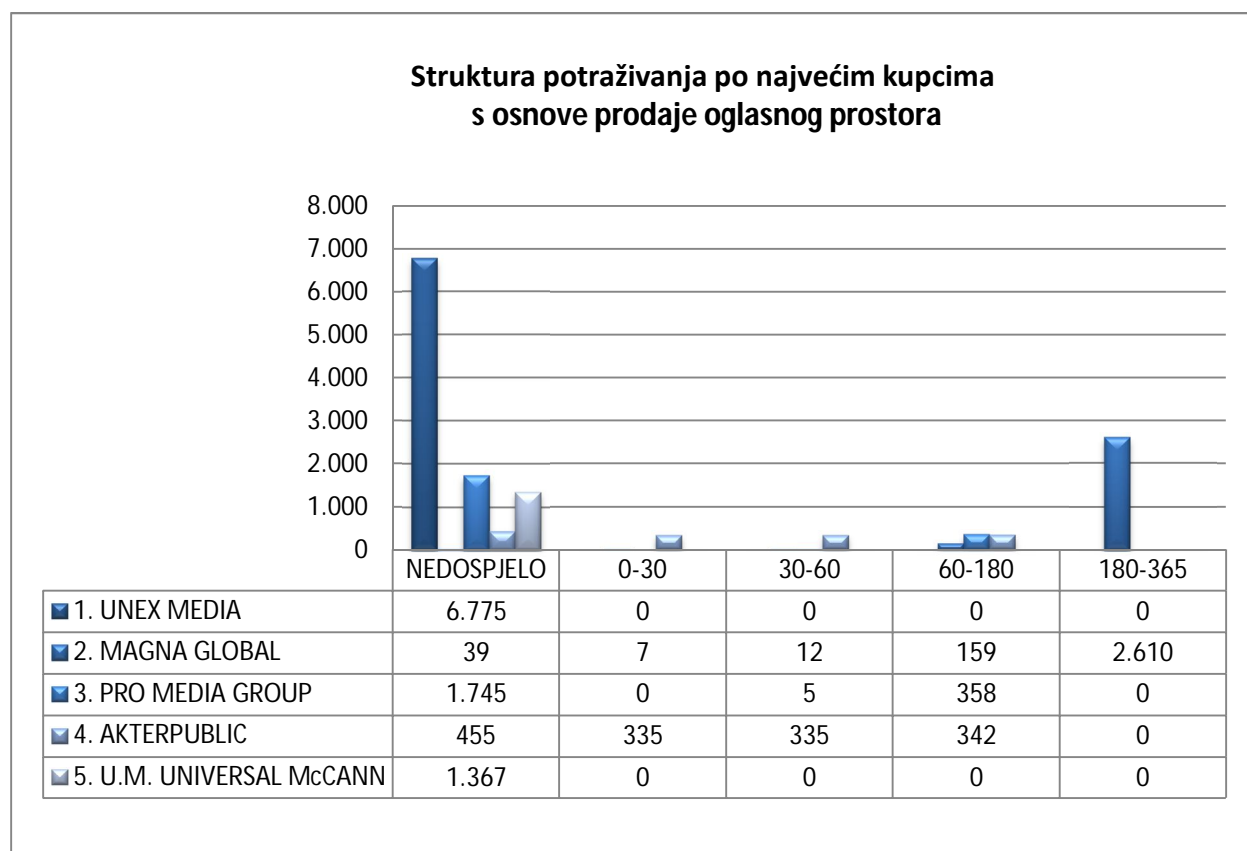 Struktura potraživanja po najvećim kupcima
s osnove prodaje oglasnog prostora
8.000
7.000
6.000
5.000
4.000
3.000
2.000
1.000
0
NEDOSPJELO 0-30 30-60 60-180 180-365
1. UNEX MEDIA 6.775 0 0 0 0
2. MAGNA GLOBAL 39 7 12 159 2.610
3. PRO MEDIA GROUP 1.745 0 5 358 0
4. AKTERPUBLIC 455 335 335 342 0
5. U.M. UNIVERSAL McCANN 1.367 0 0 0 0